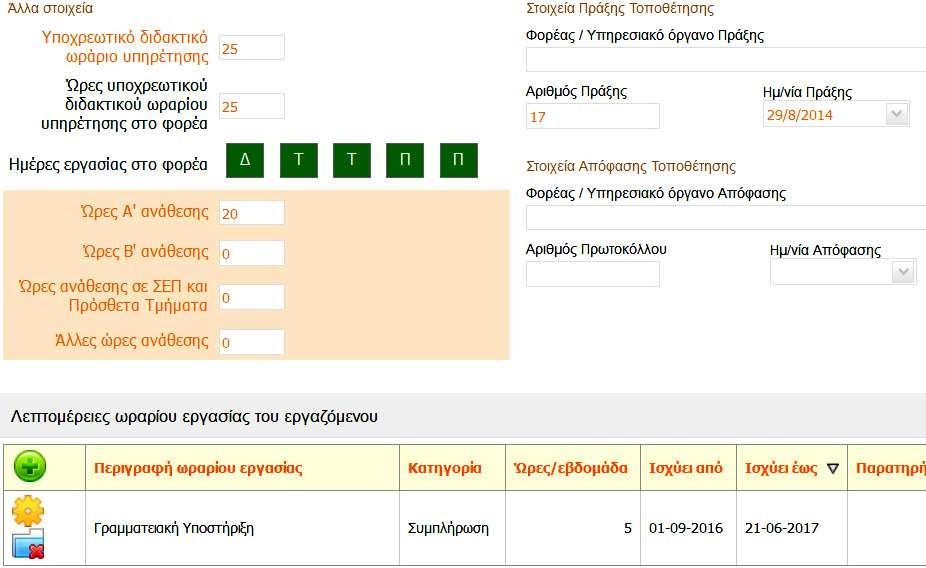 Άλλα στοιχεία
Υποχρεωτικό διδακτικό
ωράριο υπηρέτησης
25
Ώρες υποχρεωτικού
διδακτικού ωραρίου
υπηρέτησης στο φορέα
25
Ημέρες εργασίας στο φορέα
Δ Τ Τ Π Π
Ώρες Α' ανάθεσης
20
Ώρες Β' ανάθεσης
0
Ώρες ανάθεσης σε ΣΕΠ και
Πρόσθετα Τμήματα
0
Άλλες ώρες ανάθεσης
0
Στοιχεία Πράξης Τοποθέτησης
Φορέας / Υπηρεσιακό όργανο Πράξης
Αριθμός Πράξης
17
Ημ/νία Πράξης
29/8/2014
Στοιχεία Απόφασης Τοποθέτησης
Φορέας / Υπηρεσιακό όργανο Απόφασης
Αριθμός Πρωτοκόλλου
Ημ/νία Απόφασης
Λεπτομέρειες ωραρίου εργασίας του εργαζόμενου
Περιγραφή ωραρίου εργασίας Κατηγορία Ώρες/εβδομάδα Ισχύει από Ισχύει έως Παρατηρή
Γραμματειακή Υποστήριξη Συμπλήρωση 5 01-09-2016 21-06-2017